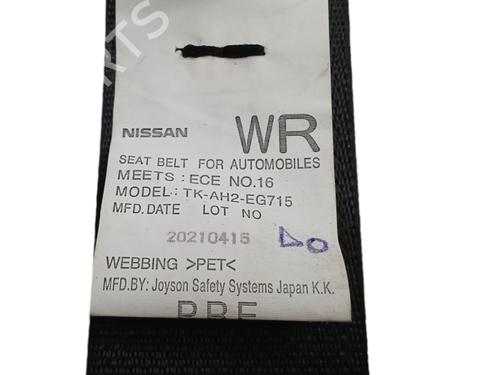 NISSAN WR
SEAT BELT FOR AUTOMOBILES
MEETS : ECE NO.16
MODEL: TK-AH2-EG715
MFD.DATE LOT NO
20210416
WEBBING >PET<
MFD.BY: Joyson Safety Systems Japan K.K.